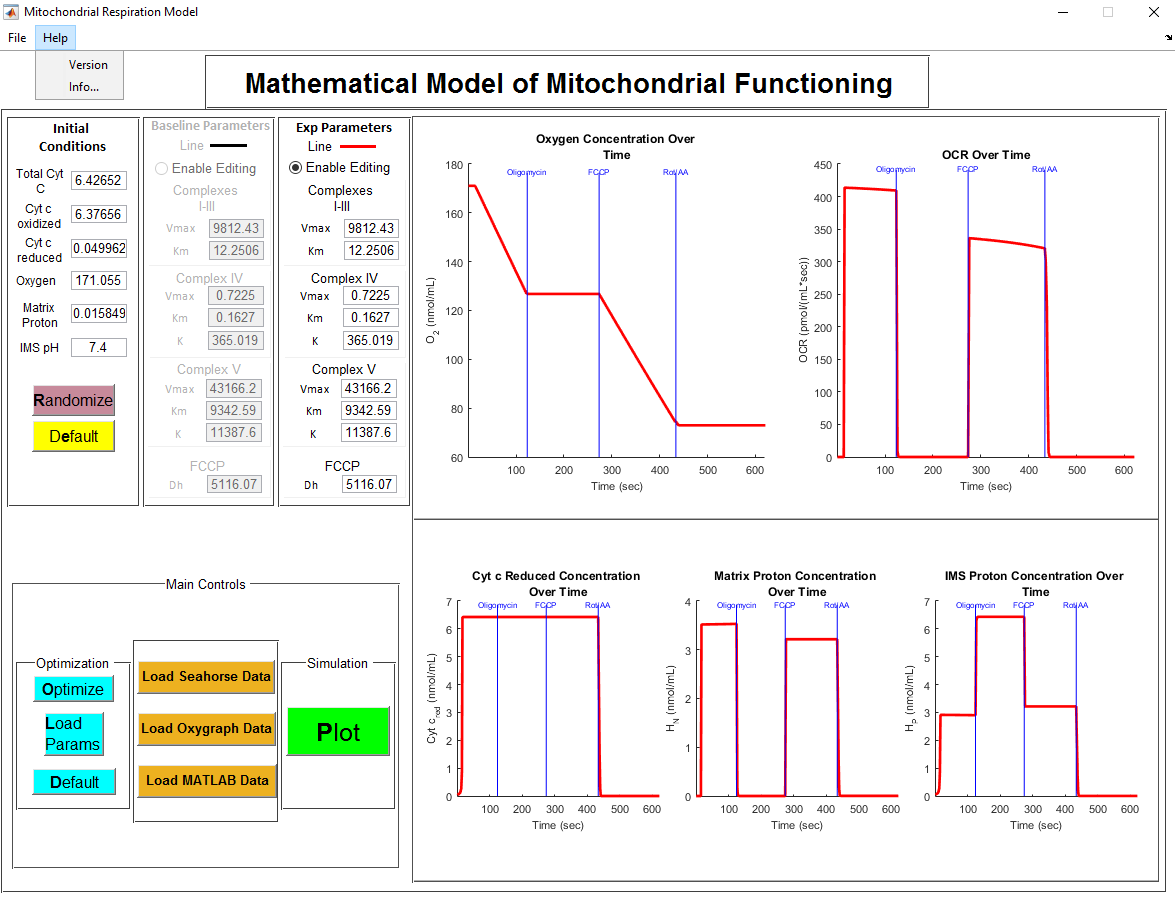 Mitochondrial Respiration Model
File Help
Version
Info...
Mathematical Model of Mitochondrial Functioning
Initial
Conditions
Total Cyt
C
6.42652
Cyt c
oxidized
6.37656
Cyt c
reduced
0.049962
Oxygen 171.055
Matrix
Proton
0.015849
IMS pH 7.4
Randomize
Default
Baseline Parameters
Line
Enable Editing
Complexes
I-III
Vmax 9812.43
Km 12.2506
Complex IV
Vmax 0.7225
Km 0.1627
K 365.019
Complex V
Vmax 43166.2
Km 9342.59
K 11387.6
FCCP
Dh 5116.07
Exp Parameters
Line
Enable Editing
Complexes
I-III
Vmax 9812.43
Km 12.2506
Complex IV
Vmax 0.7225
Km 0.1627
K 365.019
Complex V
Vmax 43166.2
Km 9342.59
K 11387.6
FCCP
Dh 5116.07
Oxygen Concentration Over
Time
Oligomycin FCCP Rot/AA
180
160
140
120
100
80
60
O2 (nmol/mL)
100 200 300 400 500 600
Time (sec)
OCR Over Time
Oligomycin FCCP Rot/AA
450
400
350
300
250
200
150
100
50
0
OCR (pmol/(mL*sec))
100 200 300 400 500 600
Time (sec)
Main Controls
Optimization
Optimize
Load
Params
Default
Load Seahorse Data
Load Oxygraph Data
Load MATLAB Data
Simulation
Plot
Cyt c Reduced Concentration
Over Time
Oligomycin FCCP Rot/AA
7
6
5
4
3
2
1
0
Cyt c red (nmol/mL)
100 200 300 400 500 600
Time (sec)
Matrix Proton Concentration
Over Time
Oligomycin FCCP Rot/AA
4
3
2
1
0
HN (nmol/mL)
100 200 300 400 500 600
Time (sec)
IMS Proton Concentration Over
Time
Oligomycin FCCP Rot/AA
7
6
5
4
3
2
1
0
HP (nmol/mL)
100 200 300 400 500 600
Time (sec)